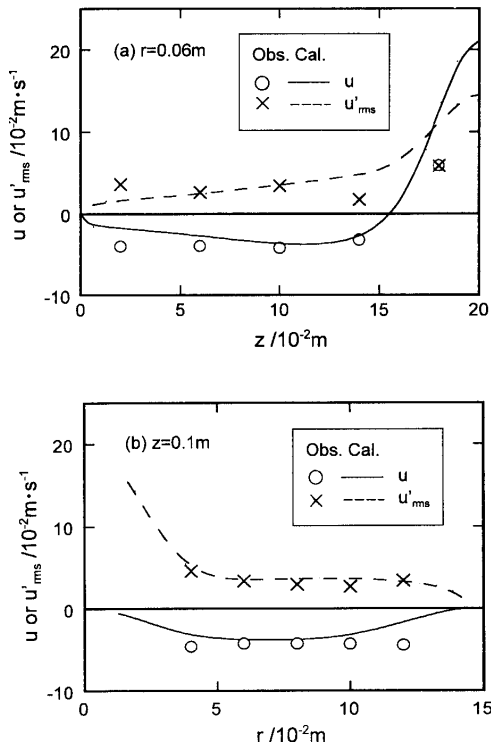 20
10
0
-10
u or u'rms /10⁻²m·s⁻¹
(a) r=0.06m
Obs. Cal.
u
u'rms
0 5 10 15 20
z /10⁻²m
20
10
0
-10
u or u'rms /10⁻²m·s⁻¹
(b) z=0.1m
Obs. Cal.
u
u'rms
0 5 10 15
r /10⁻²m